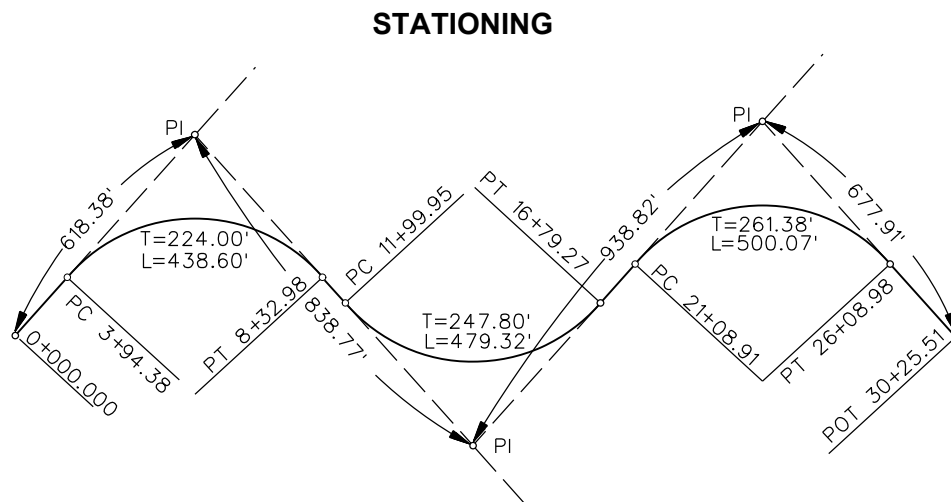 STATIONING
PI
618.38'
T=224.00'
L=438.60'
0+000.000
PC 3+94.38
PT 8+32.98
838.77'
PC 11+99.95
PT 16+79.27
T=247.80'
L=479.32'
PI
938.82'
PI
T=261.38'
L=500.07'
677.91'
PC 21+08.91
PT 26+08.98
POT 30+25.51